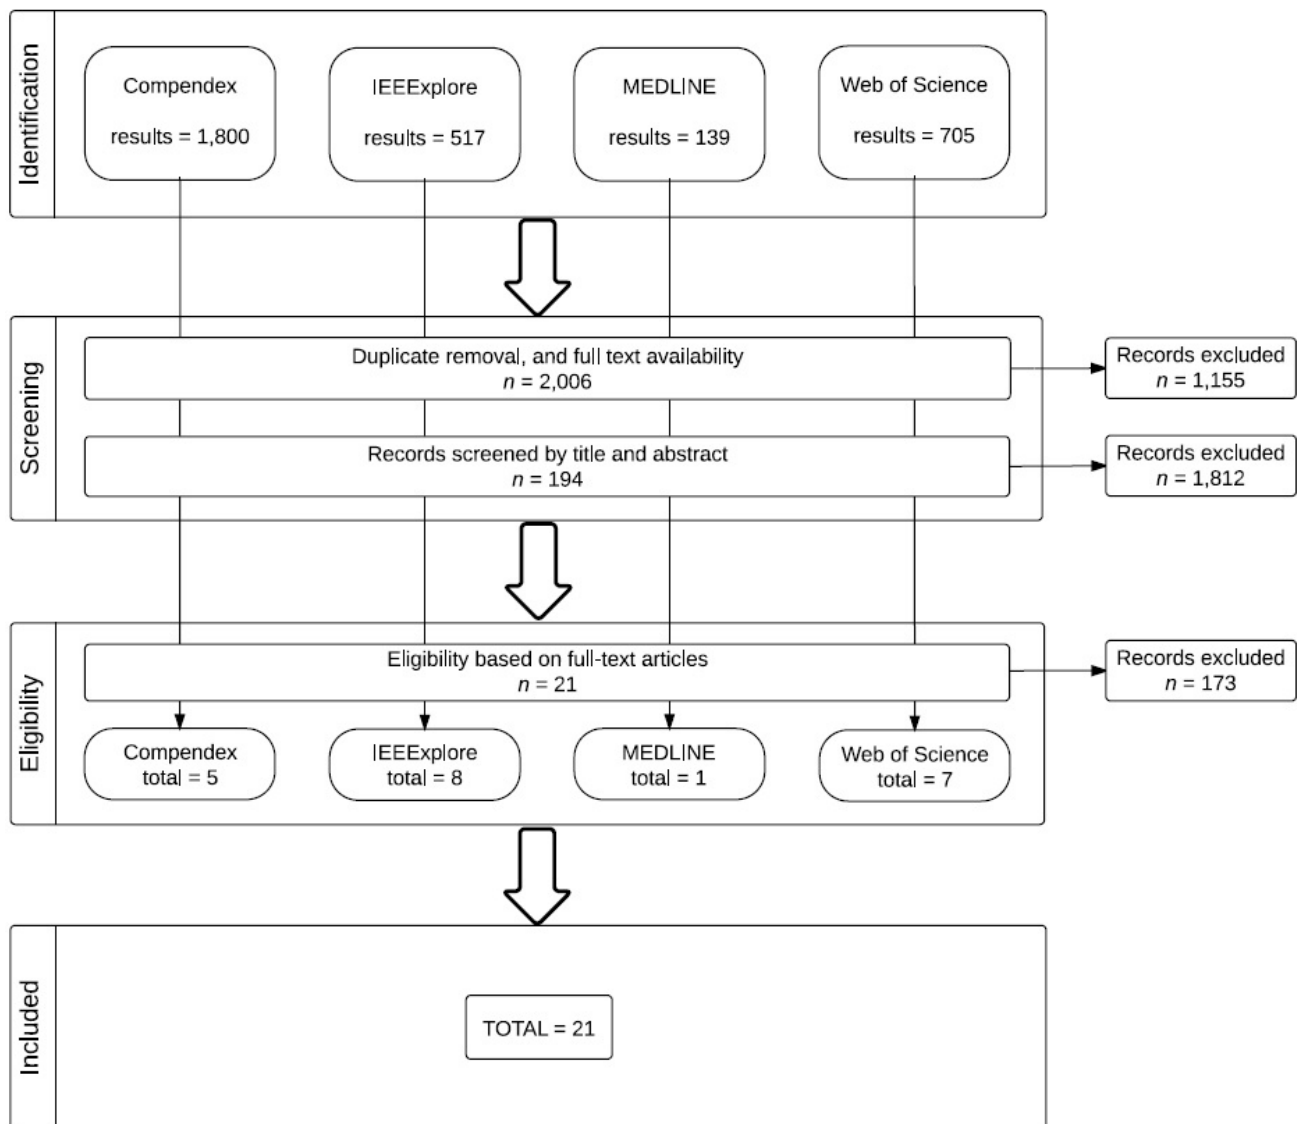 Identification
Compendex
results = 1,800
IEEExplore
results = 517
MEDLINE
results = 139
Web of Science
results = 705
Screening
Duplicate removal, and full text availability
n = 2,006
Records excluded
n = 1,155
Records screened by title and abstract
n = 194
Records excluded
n = 1,812
Eligibility
Eligibility based on full-text articles
n = 21
Records excluded
n = 173
Compendex
total = 5
IEEExplore
total = 8
MEDLINE
total = 1
Web of Science
total = 7
Included
TOTAL = 21